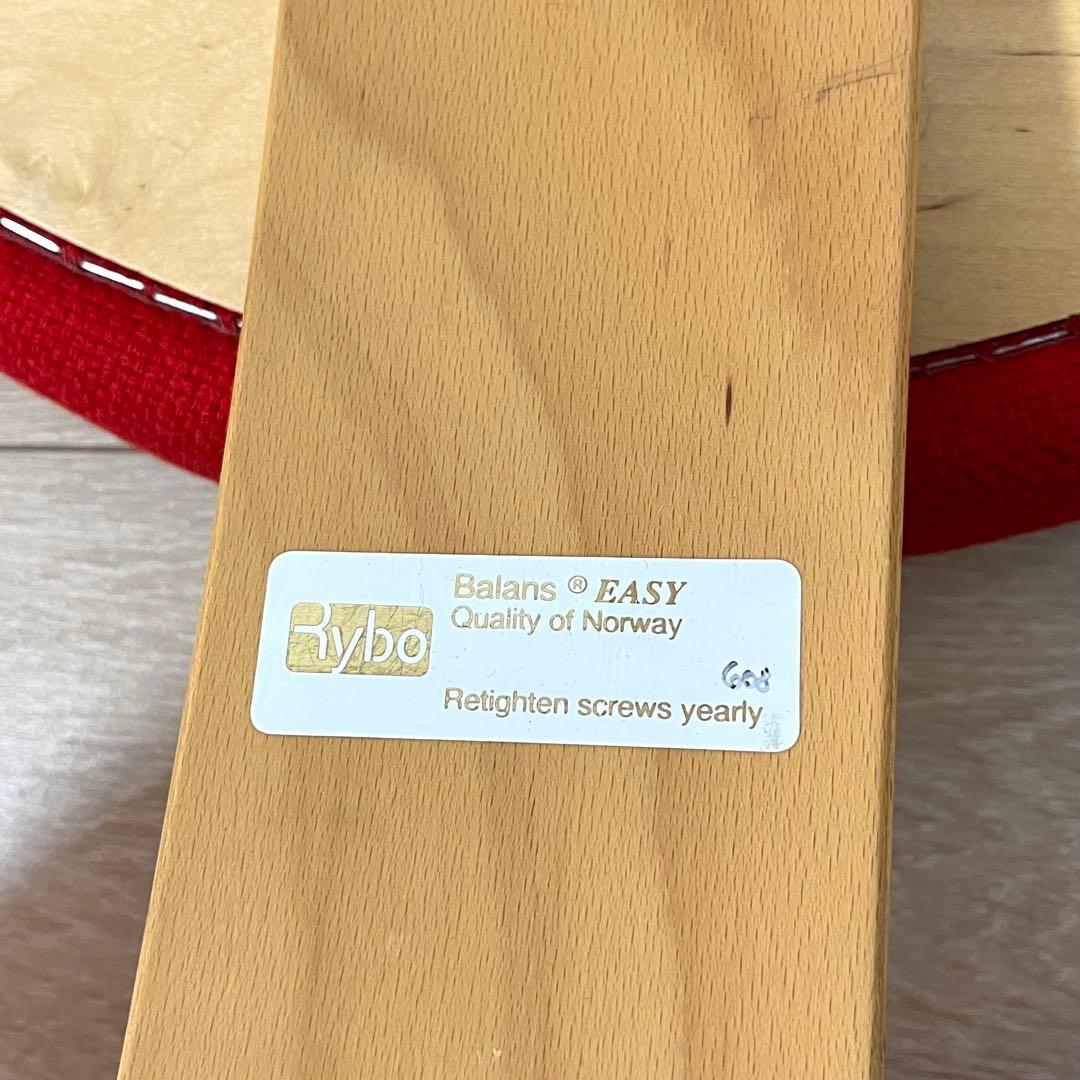 Balans ® EASY
Quality of Norway
Rybo
608
Retighten screws yearly